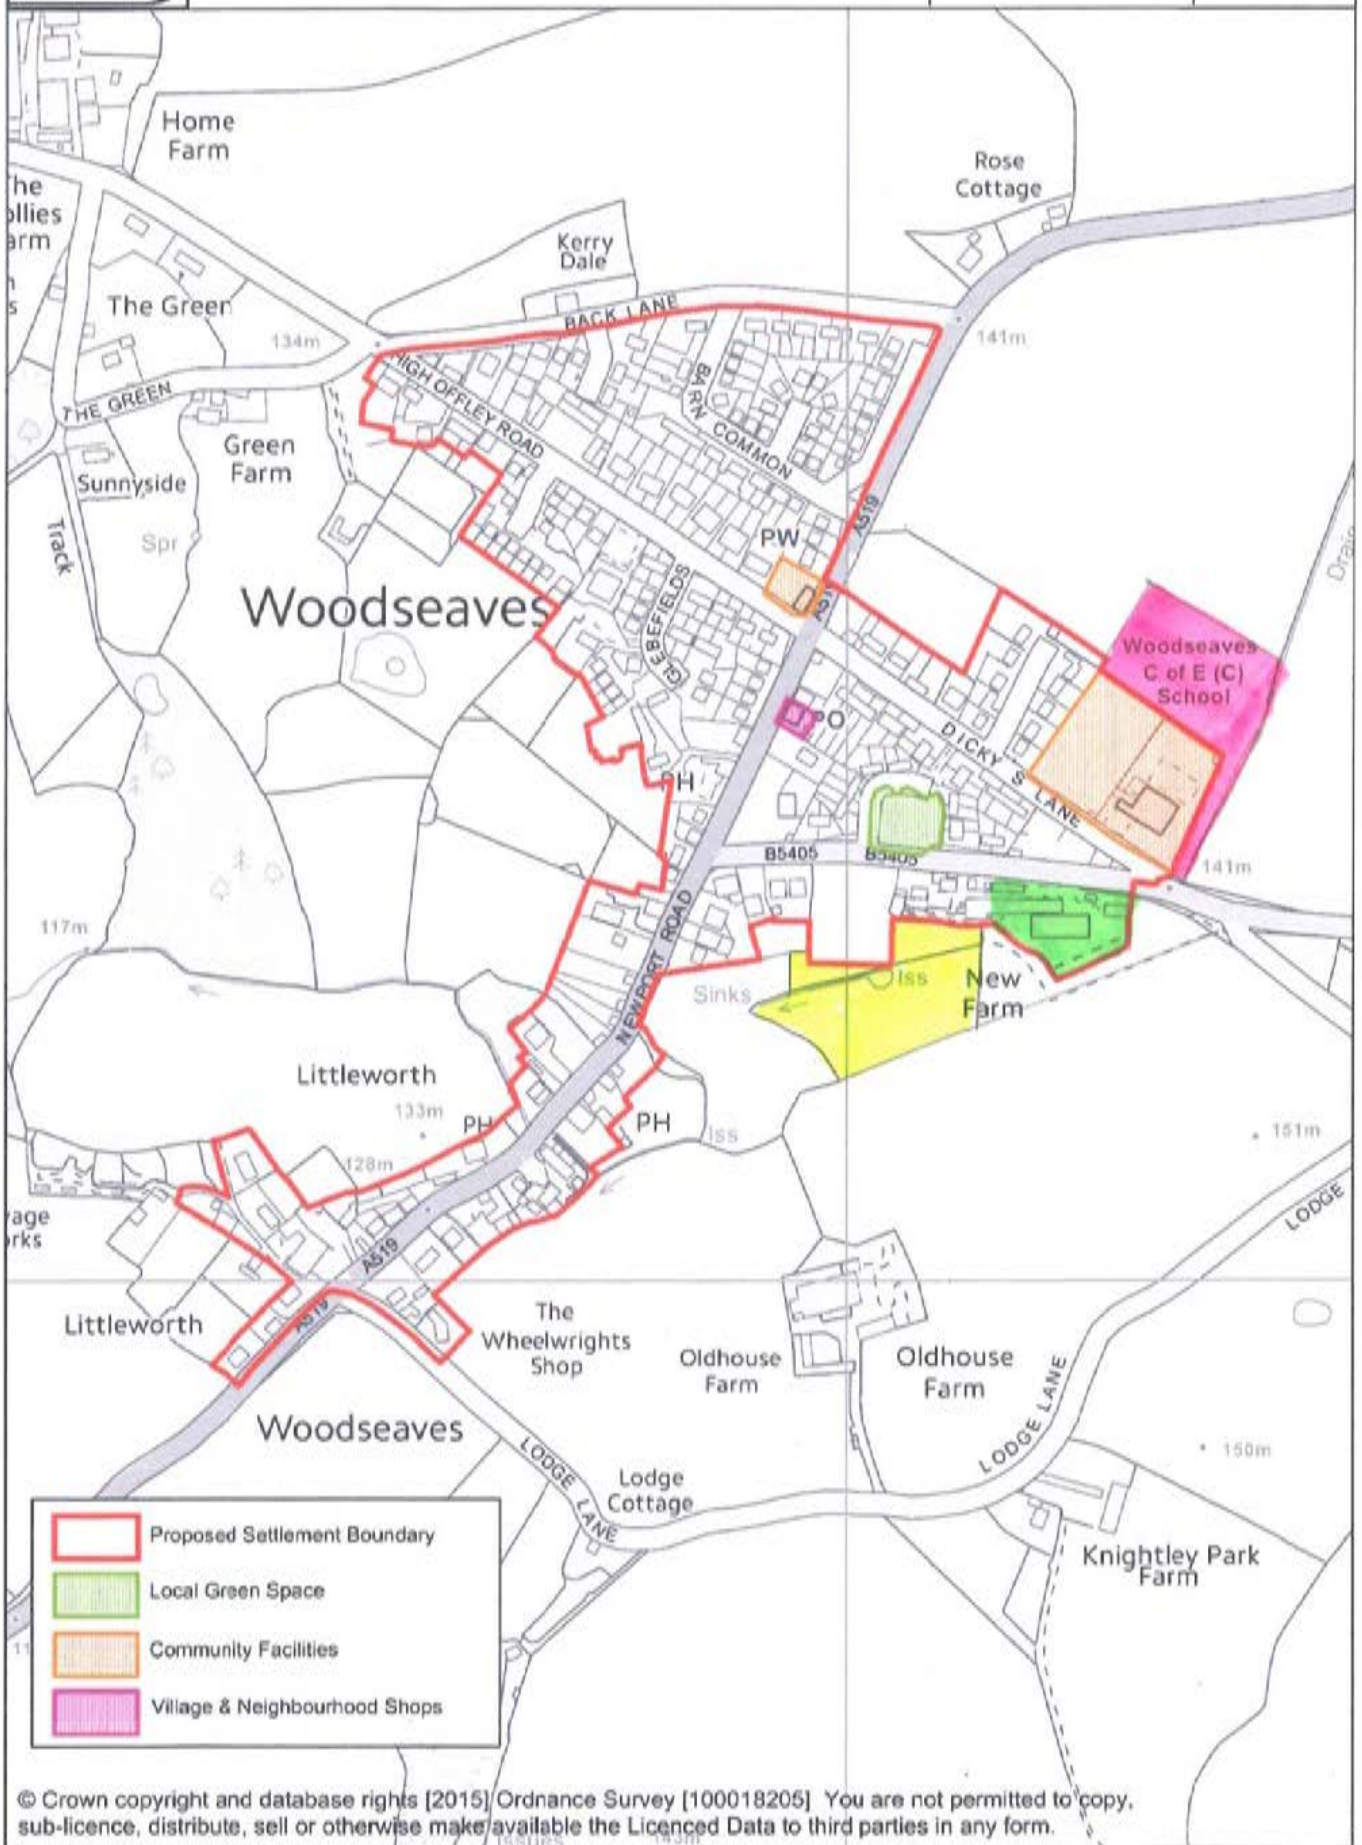 Home
Farm
Rose
Cottage
The
Kerry
Dale
The Green
BACK LANE
134m
141m
HIGH OFFLEY ROAD
BARN COMMON
THE GREEN
Green
Farm
Sunnyside
Track
Spr
A519
PW
Drain
Woodseaves
GLEBEFIELDS
Woodseaves
C of E (C)
School
DICKY S LANE
PH
B5405
B5405
141m
NEWPORT ROAD
117m
Sinks
Iss
New
Farm
Littleworth
133m
PH
PH
Iss
151m
128m
LODGE
A519
Littleworth
A519
The
Wheelwrights
Shop
Oldhouse
Farm
Oldhouse
Farm
LODGE LANE
Woodseaves
150m
LODGE LANE
Lodge
Cottage
Knightley Park
Farm
Proposed Settlement Boundary
Local Green Space
Community Facilities
Village & Neighbourhood Shops
© Crown copyright and database rights [2015] Ordnance Survey [100018205] You are not permitted to copy,
sub-licence, distribute, sell or otherwise make available the Licenced Data to third parties in any form.